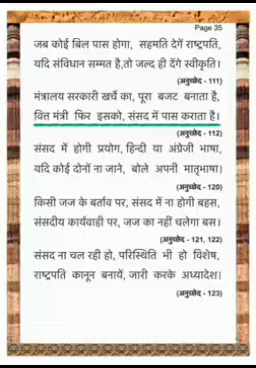 Page 35
जब कोई बिल पास होगा, सहमति देगें राष्ट्रपति,
यदि संविधान सम्मत है,तो जल्द ही देंगे स्वीकृति।
(अनुच्छेद - 111)
मंत्रालय सरकारी खर्चे का, पूरा बजट बनाता है,
वित्त मंत्री फिर इसको, संसद में पास कराता है।
(अनुच्छेद - 112)
संसद में होगी प्रयोग, हिन्दी या अंग्रेजी भाषा,
यदि कोई दोनों ना जाने, बोले अपनी मातृभाषा।
(अनुच्छेद - 120)
किसी जज के बर्ताव पर, संसद में ना होगी बहस,
संसदीय कार्यवाही पर, जज का नहीं चलेगा बस।
(अनुच्छेद - 121, 122)
संसद ना चल रही हो, परिस्थिति भी हो विशेष,
राष्ट्रपति कानून बनायें, जारी करके अध्यादेश।
(अनुच्छेद - 123)